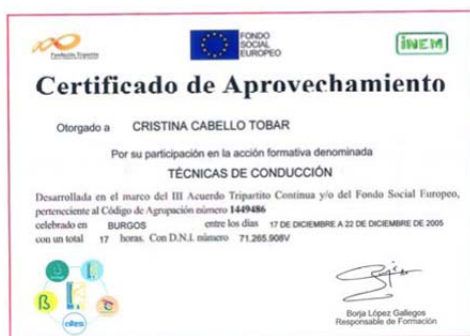 Fundación Tripartita
FONDO
SOCIAL
EUROPEO
INEM
Certificado de Aprovechamiento
Otorgado a CRISTINA CABELLO TOBAR
Por su participación en la acción formativa denominada
TÉCNICAS DE CONDUCCIÓN
Desarrollada en el marco del III Acuerdo Tripartito Continua y/o del Fondo Social Europeo,
perteneciente al Código de Agrupación número 1449486
celebrado en BURGOS entre los días 17 DE DICIEMBRE A 22 DE DICIEMBRE DE 2005
con un total 17 horas. Con D.N.I. número 71.265.908V
ß
Borja López Gallegos
Responsable de Formación